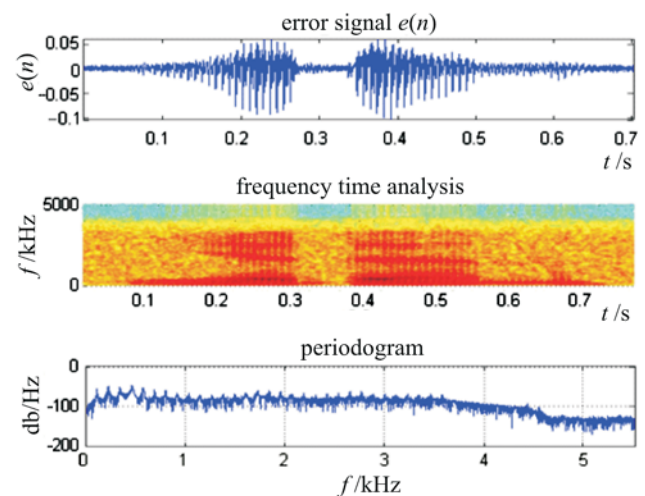 error signal e(n)
e(n)
0.05
0
-0.05
-0.1
0.1 0.2 0.3 0.4 0.5 0.6 0.7
t /s
frequency time analysis
f /kHz
5000
0
0.1 0.2 0.3 0.4 0.5 0.6 0.7
t /s
periodogram
db/Hz
0
-100
-200
0 1 2 3 4 5
f /kHz